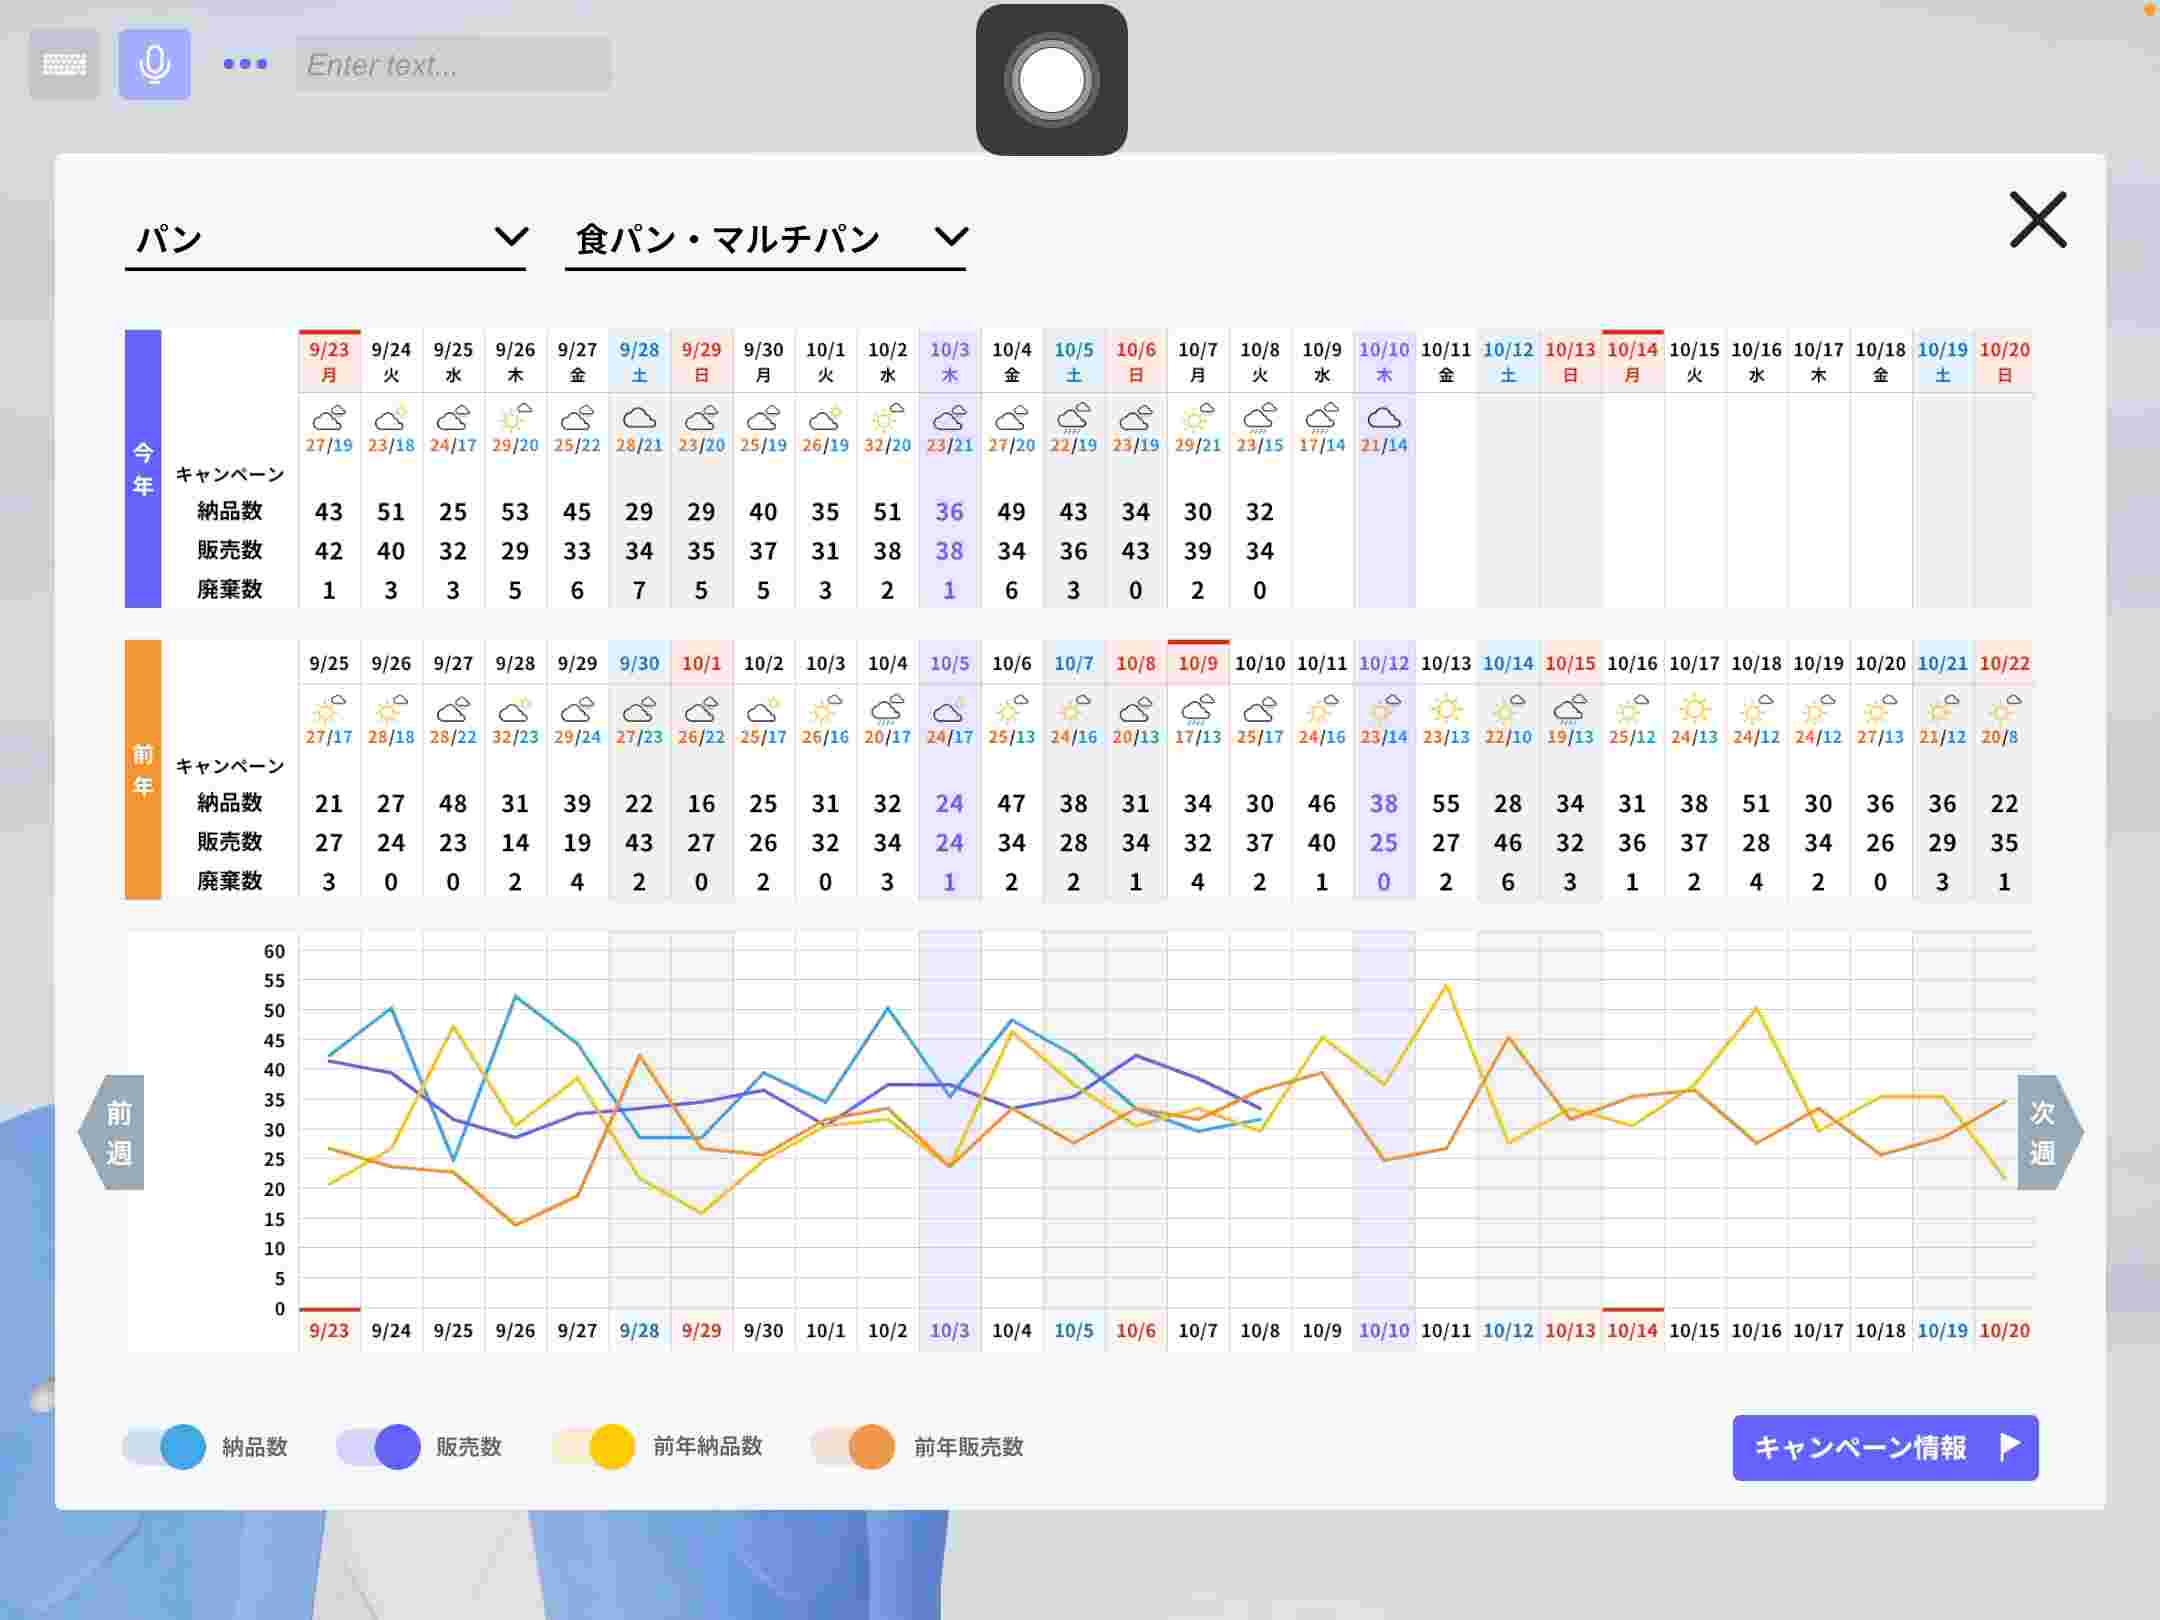 Enter text...
パン 食パン・マルチパン
9/23 9/24 9/25 9/26 9/27 9/28 9/29 9/30 10/1 10/2 10/3 10/4 10/5 10/6 10/7 10/8 10/9 10/10 10/11 10/12 10/13 10/14 10/15 10/16 10/17 10/18 10/19 10/20
月 火 水 木 金 土 日 月 火 水 木 金 土 日 月 火 水 木 金 土 日 月 火 水 木 金 土 日
27/19 23/18 24/17 29/20 25/22 28/21 23/20 25/19 26/19 32/20 23/21 27/20 22/19 23/19 29/21 23/15 17/14 21/14
今年
キャンペーン
納品数 43 51 25 53 45 29 29 40 35 51 36 49 43 34 30 32
販売数 42 40 32 29 33 34 35 37 31 38 38 34 36 43 39 34
廃棄数 1 3 3 5 6 7 5 5 3 2 1 6 3 0 2 0
9/25 9/26 9/27 9/28 9/29 9/30 10/1 10/2 10/3 10/4 10/5 10/6 10/7 10/8 10/9 10/10 10/11 10/12 10/13 10/14 10/15 10/16 10/17 10/18 10/19 10/20 10/21 10/22
27/17 28/18 28/22 32/23 29/24 27/23 26/22 25/17 26/16 20/17 24/17 25/13 24/16 20/13 17/13 25/17 24/16 23/14 23/13 22/10 19/13 25/12 24/13 24/12 24/12 27/13 21/12 20/8
前年
キャンペーン
納品数 21 27 48 31 39 22 16 25 31 32 24 47 38 31 34 30 46 38 55 28 34 31 38 51 30 36 36 22
販売数 27 24 23 14 19 43 27 26 32 34 24 34 28 34 32 37 40 25 27 46 32 36 37 28 34 26 29 35
廃棄数 3 0 0 2 4 2 0 2 0 3 1 2 2 1 4 2 1 0 2 6 3 1 2 4 2 0 3 1
60
55
50
45
40
35
30
25
20
15
10
5
0
前週
次週
9/23 9/24 9/25 9/26 9/27 9/28 9/29 9/30 10/1 10/2 10/3 10/4 10/5 10/6 10/7 10/8 10/9 10/10 10/11 10/12 10/13 10/14 10/15 10/16 10/17 10/18 10/19 10/20
納品数 販売数 前年納品数 前年販売数 キャンペーン情報